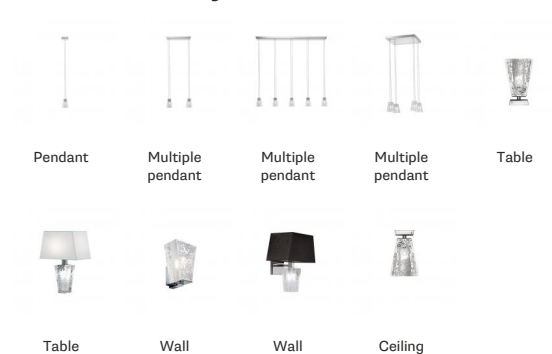 Pendant
Multiple
pendant
Multiple
pendant
Multiple
pendant
Table
Table
Wall
Wall
Ceiling